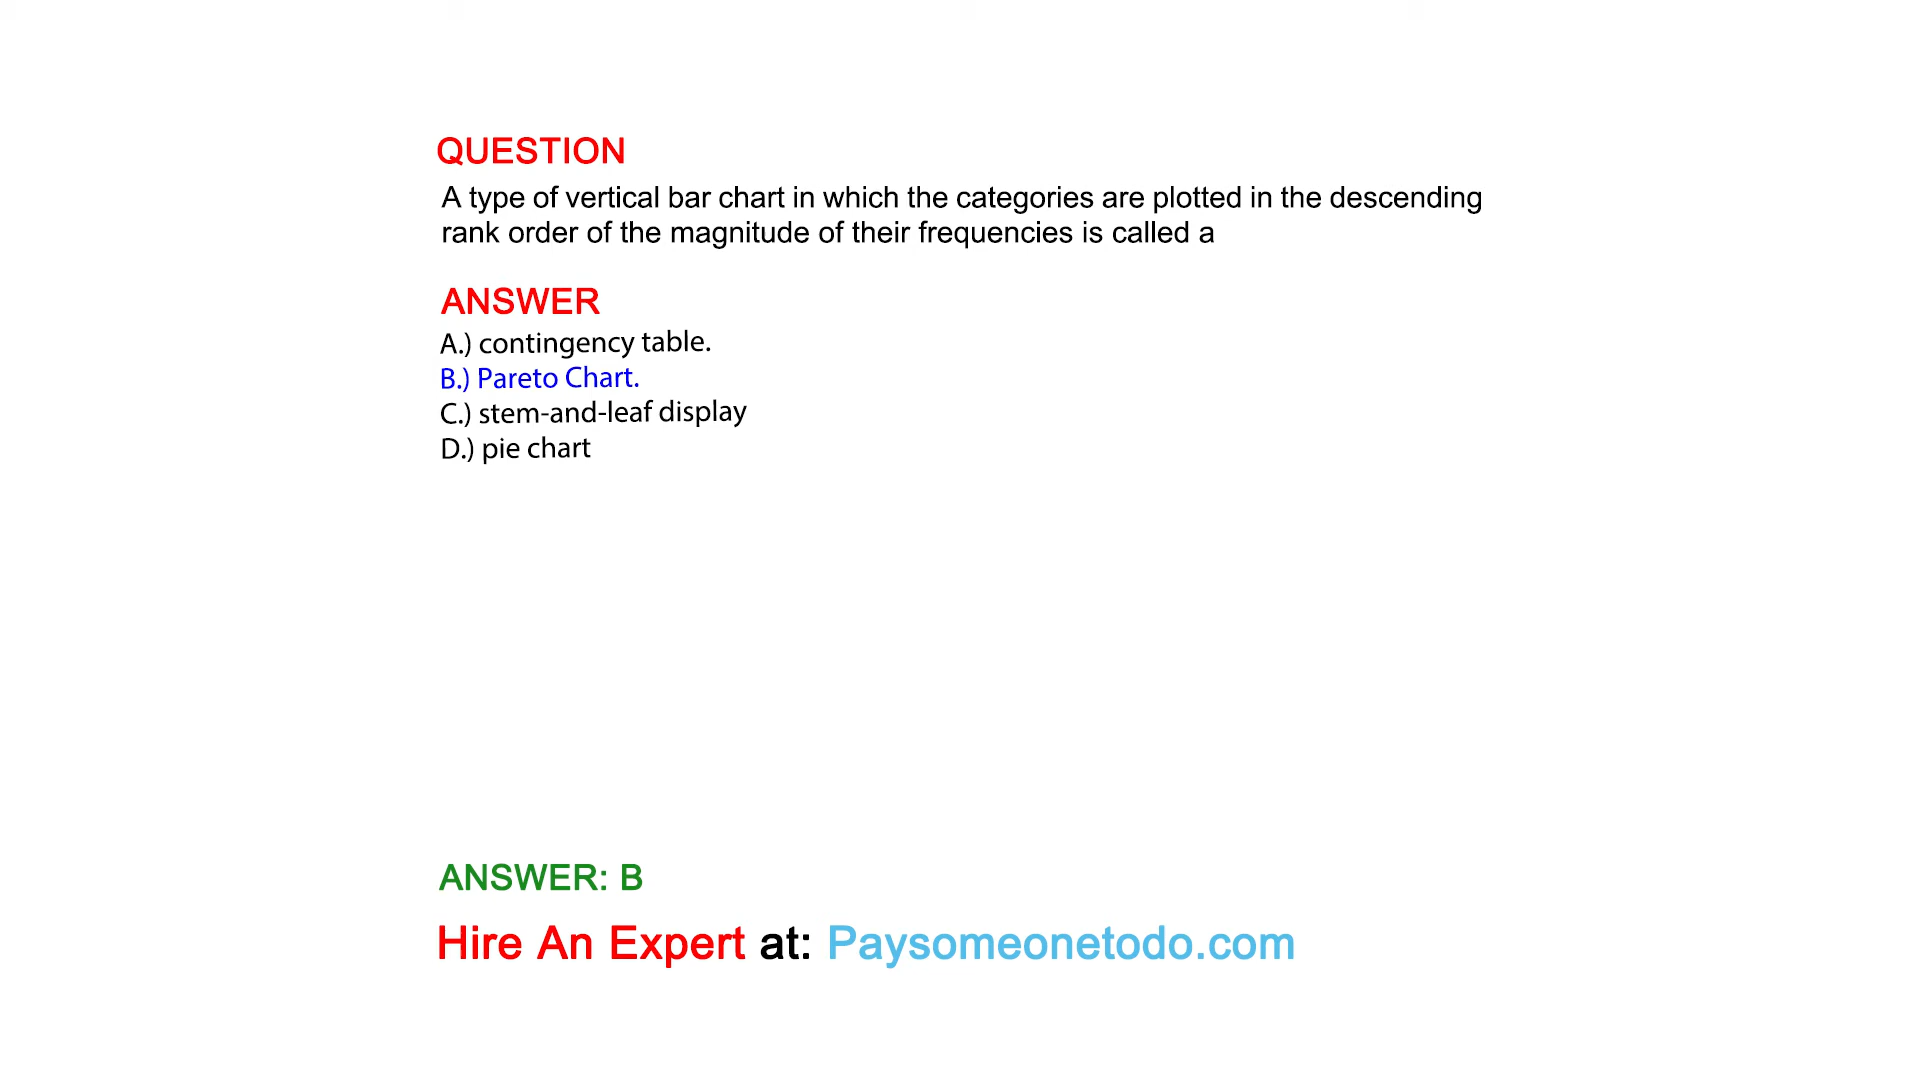 QUESTION
A type of vertical bar chart in which the categories are plotted in the descending
rank order of the magnitude of their frequencies is called a
ANSWER
A.) contingency table.
B.) Pareto Chart.
C.) stem-and-leaf display
D.) pie chart
ANSWER: B
Hire An Expert at: Paysomeonetodo.com